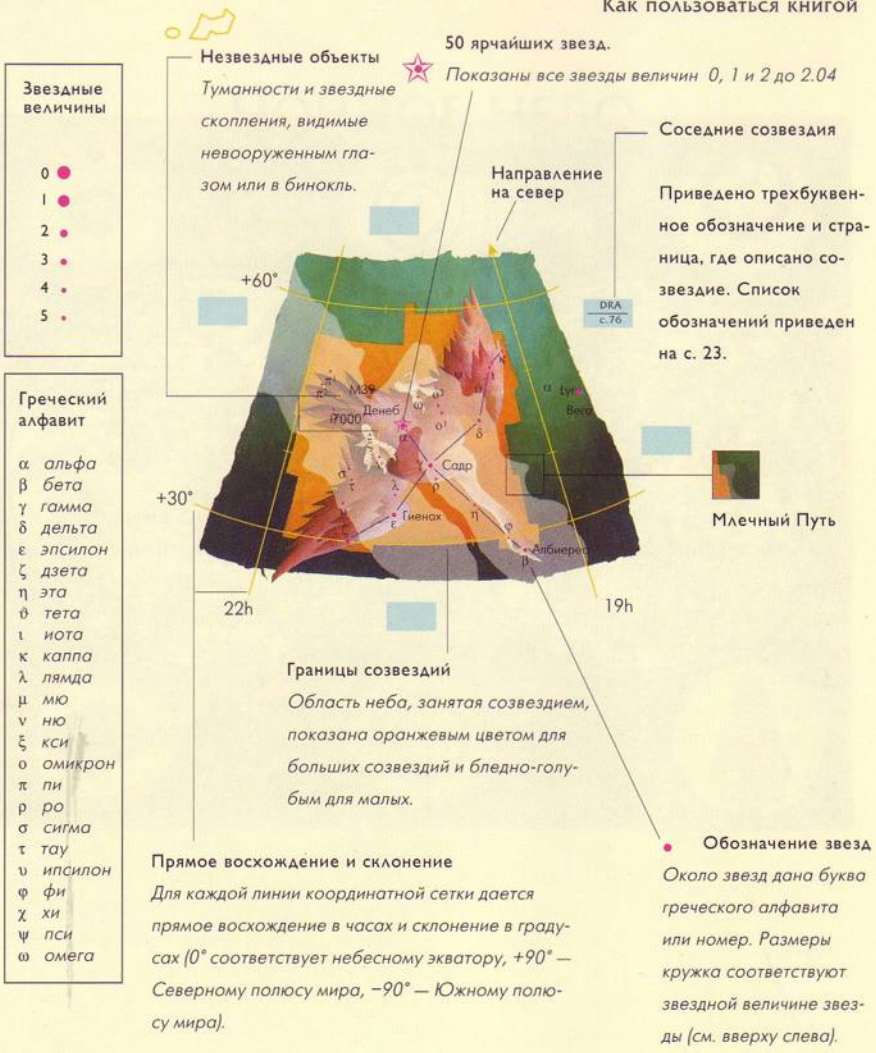 Как пользоваться книгой
Звездные
величины
0
1
2
3
4
5
Греческий
алфавит
α альфа
β бета
γ гамма
δ дельта
ε эпсилон
ζ дзета
η эта
ϑ тета
ι иота
κ каппа
λ лямда
μ мю
ν ню
ξ кси
ο омикрон
π пи
ρ ро
σ сигма
τ тау
υ ипсилон
φ фи
χ хи
ψ пси
ω омега
Незвездные объекты
Туманности и звездные
скопления, видимые
невооруженным гла-
зом или в бинокль.
50 ярчайших звезд.
Показаны все звезды величин 0, 1 и 2 до 2.04
Направление
на север
Соседние созвездия
Приведено трехбуквен-
ное обозначение и стра-
ница, где описано со-
звездие. Список
обозначений приведен
на с. 23.
DRA
с.76
+60°
κ
ι
ψ
ϑ
π¹
π²
M39
ω
ο²
ο¹
Денеб
α
7000
δ
α Lyr
Вега
γ Садр
σ
τ
λ
ρ
υ
ε Гиенах
η
ζ
φ
β Албирео
+30°
22h
19h
Млечный Путь
Границы созвездий
Область неба, занятая созвездием,
показана оранжевым цветом для
больших созвездий и бледно-голу-
бым для малых.
Прямое восхождение и склонение
Для каждой линии координатной сетки дается
прямое восхождение в часах и склонение в граду-
сах (0° соответствует небесному экватору, +90° —
Северному полюсу мира, −90° — Южному полю-
су мира).
Обозначение звезд
Около звезд дана буква
греческого алфавита
или номер. Размеры
кружка соответствуют
звездной величине звез-
ды (см. вверху слева).